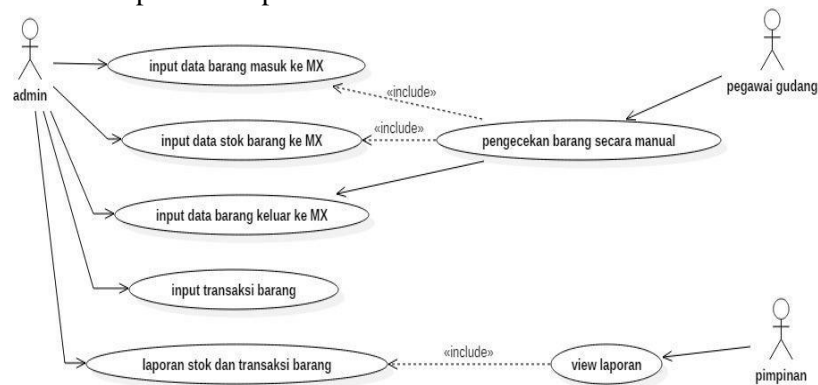 admin
input data barang masuk ke MX
«include»
pegawai gudang
input data stok barang ke MX
«include»
pengecekan barang secara manual
input data barang keluar ke MX
input transaksi barang
laporan stok dan transaksi barang
«include»
view laporan
pimpinan